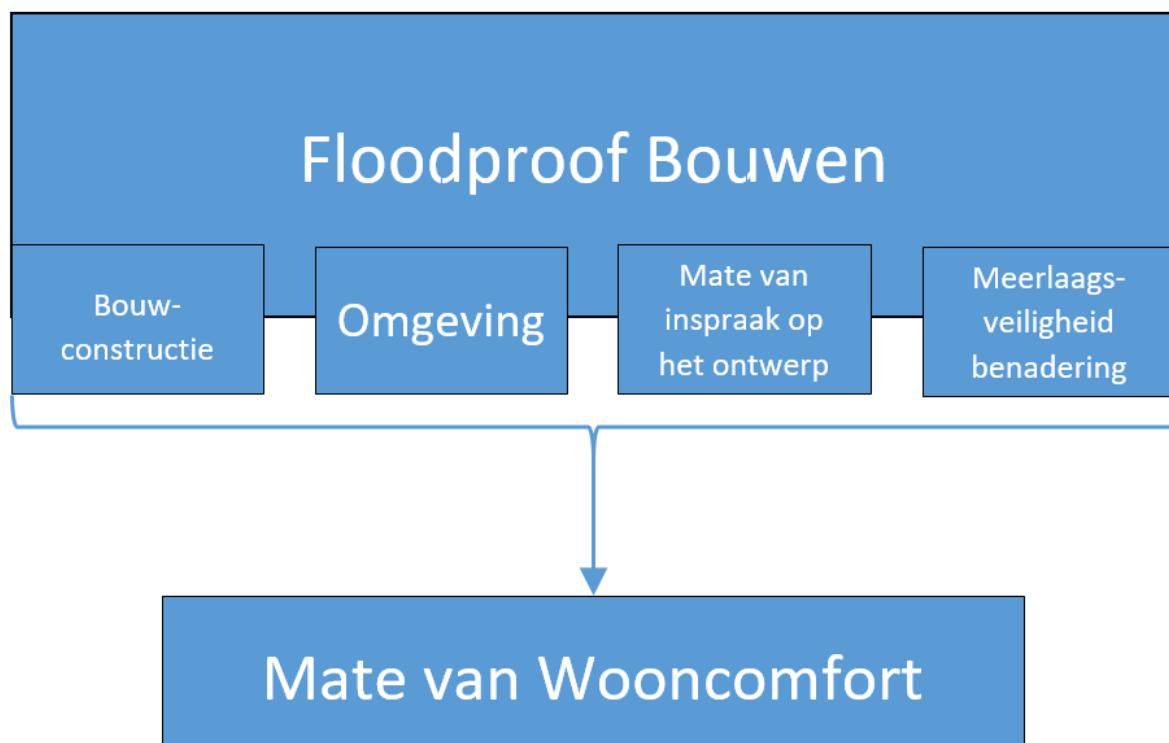 Floodproof Bouwen
Bouw-
constructie
Omgeving
Mate van
inspraak op
het ontwerp
Meerlaags-
veiligheid
benadering
Mate van Wooncomfort